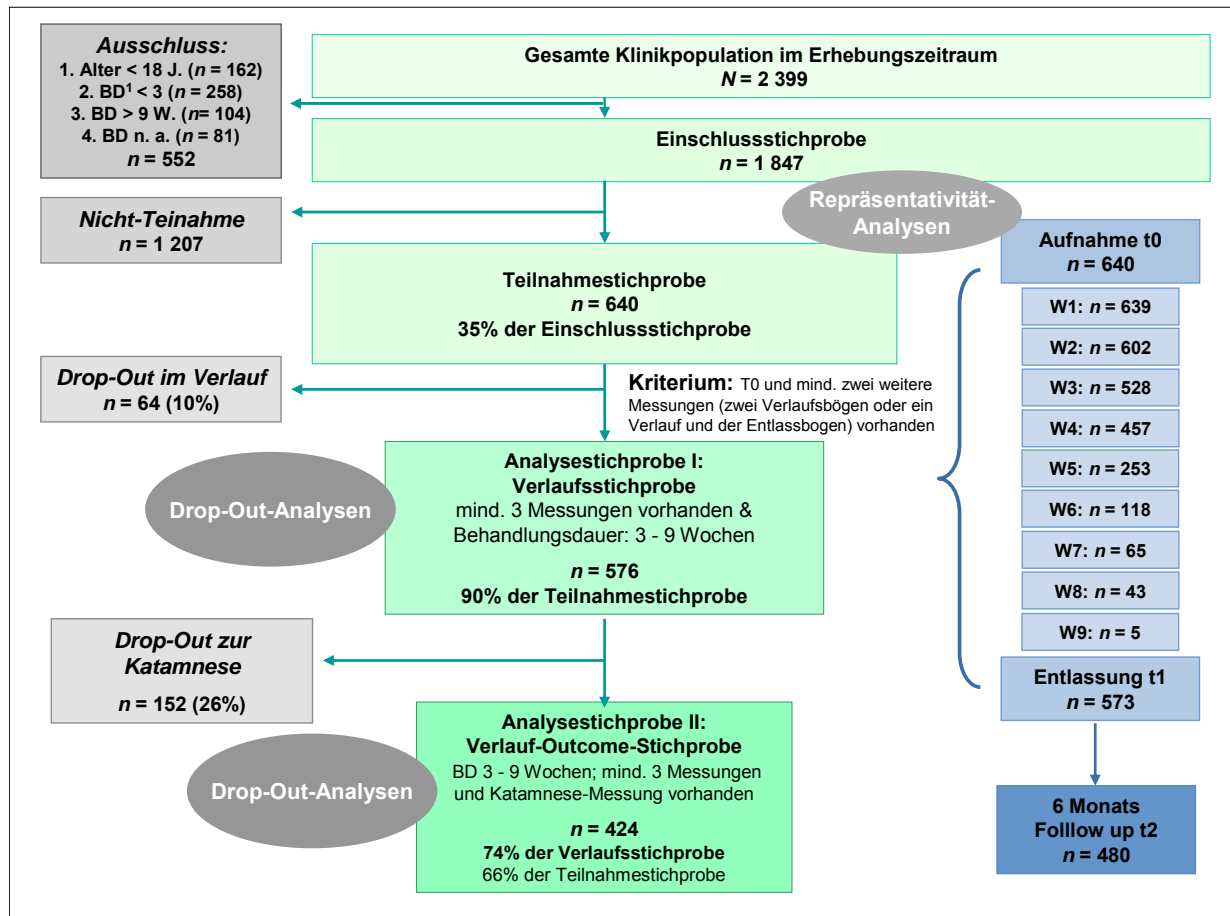 Ausschluss:
1. Alter < 18 J. (n = 162)
2. BD¹ < 3 (n = 258)
3. BD > 9 W. (n= 104)
4. BD n. a. (n = 81)
n = 552
Gesamte Klinikpopulation im Erhebungszeitraum
N = 2 399
Einschlussstichprobe
n = 1 847
Repräsentativität-
Analysen
Nicht-Teinahme
n = 1 207
Teilnahmestichprobe
n = 640
35% der Einschlussstichprobe
Drop-Out im Verlauf
n = 64 (10%)
Kriterium: T0 und mind. zwei weitere
Messungen (zwei Verlaufsbögen oder ein
Verlauf und der Entlassbogen) vorhanden
Drop-Out-Analysen
Analysestichprobe I:
Verlaufsstichprobe
mind. 3 Messungen vorhanden &
Behandlungsdauer: 3 - 9 Wochen
n = 576
90% der Teilnahmestichprobe
Drop-Out zur
Katamnese
n = 152 (26%)
Drop-Out-Analysen
Analysestichprobe II:
Verlauf-Outcome-Stichprobe
BD 3 - 9 Wochen; mind. 3 Messungen
und Katamnese-Messung vorhanden
n = 424
74% der Verlaufsstichprobe
66% der Teilnahmestichprobe
Aufnahme t0
n = 640
W1: n = 639
W2: n = 602
W3: n = 528
W4: n = 457
W5: n = 253
W6: n = 118
W7: n = 65
W8: n = 43
W9: n = 5
Entlassung t1
n = 573
6 Monats
Folllow up t2
n = 480